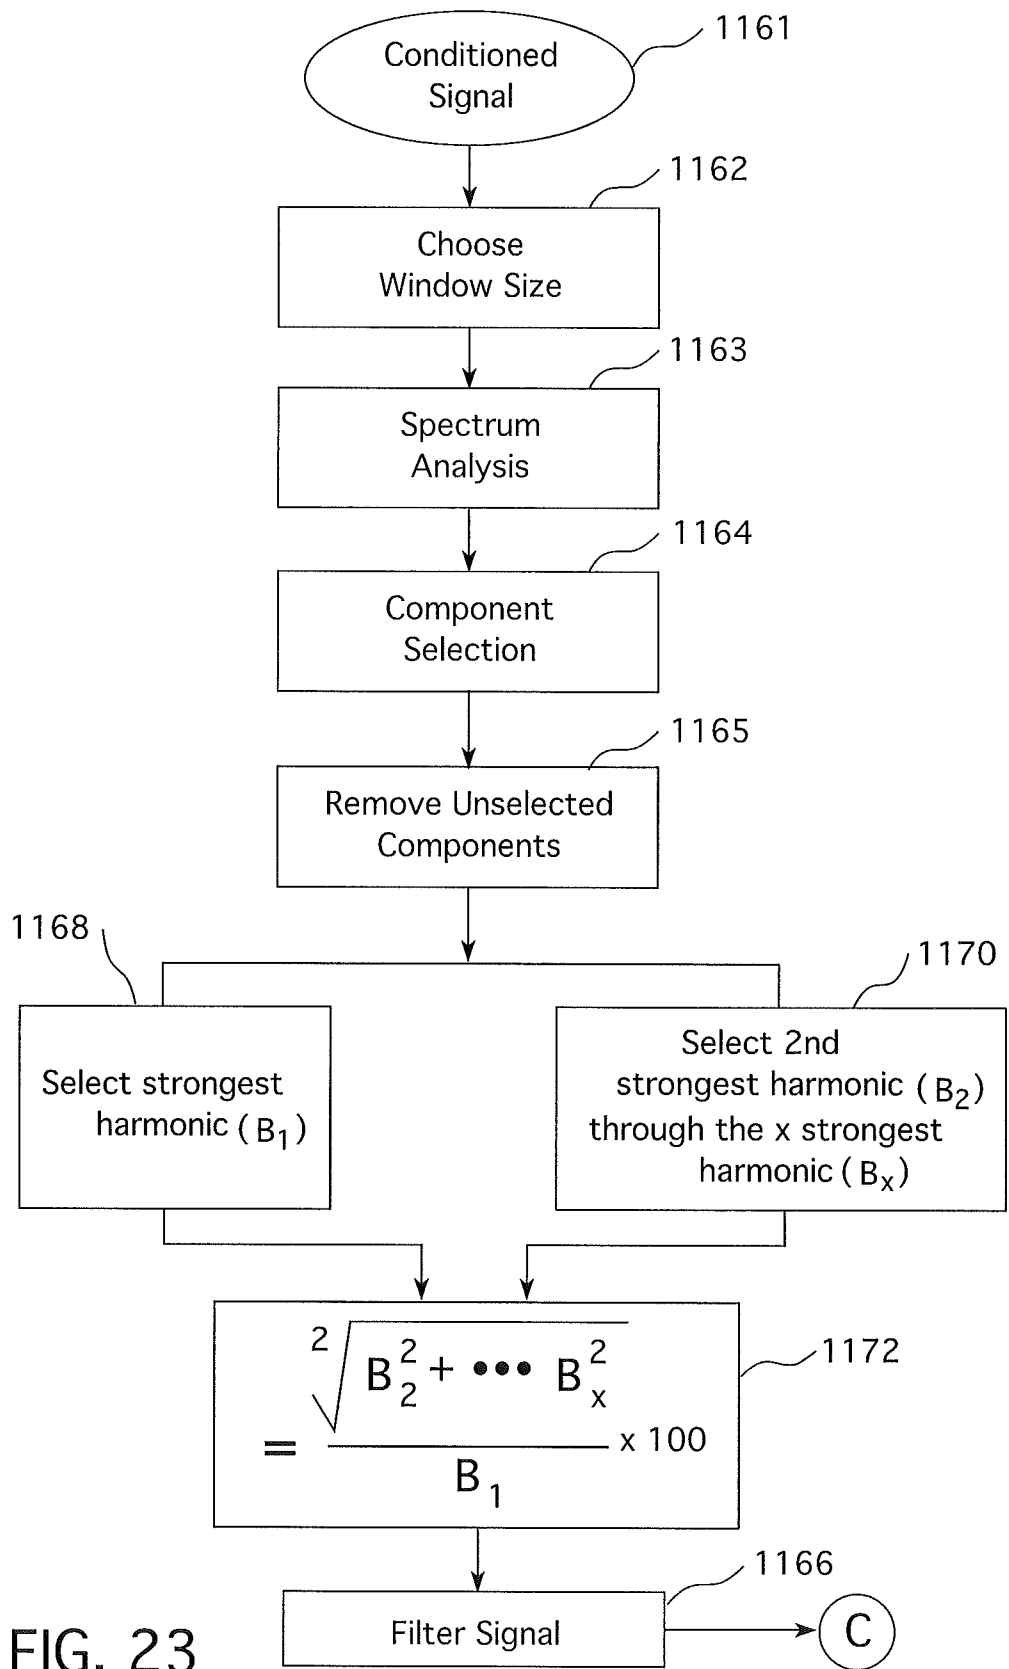 Conditioned
Signal
1161
1162
Choose
Window Size
1163
Spectrum
Analysis
1164
Component
Selection
1165
Remove Unselected
Components
1168
1170
Select strongest
harmonic (B₁)
Select 2nd
strongest harmonic (B₂)
through the x strongest
harmonic (Bₓ)
1172
= ²√(B₂² + ••• Bₓ²) / B₁ x 100
1166
Filter Signal
C
FIG. 23